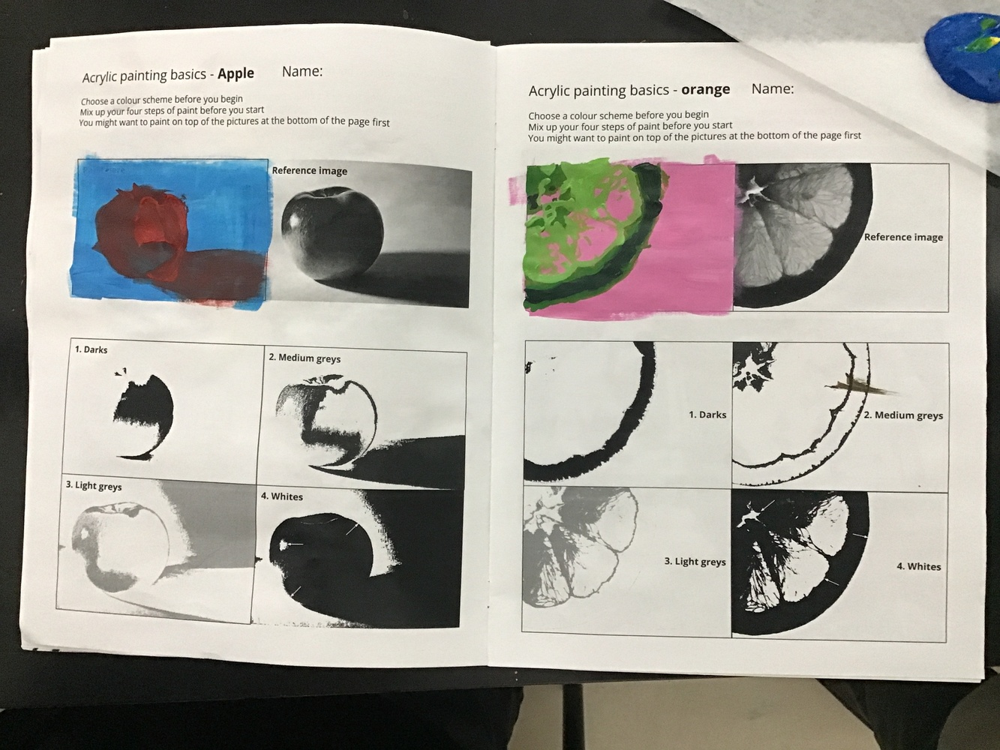 Acrylic painting basics - Apple Name:
Choose a colour scheme before you begin
Mix up your four steps of paint before you start
You might want to paint on top of the pictures at the bottom of the page first
Reference image
1. Darks
2. Medium greys
3. Light greys
4. Whites
Acrylic painting basics - orange Name:
Choose a colour scheme before you begin
Mix up your four steps of paint before you start
You might want to paint on top of the pictures at the bottom of the page first
Reference image
1. Darks
2. Medium greys
3. Light greys
4. Whites